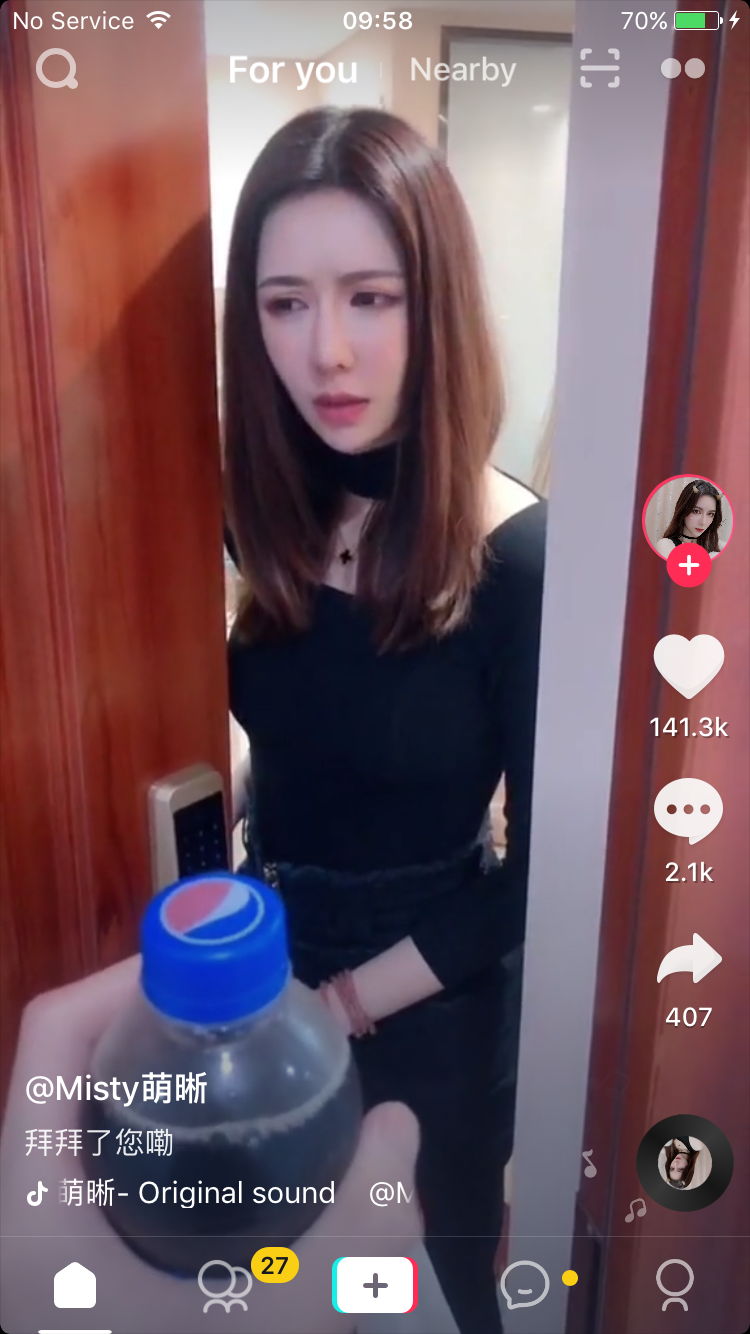 No Service 09:58 70%
For you Nearby
141.3k
2.1k
407
@Misty萌晰
拜拜了您嘞
萌晰- Original sound @M
27